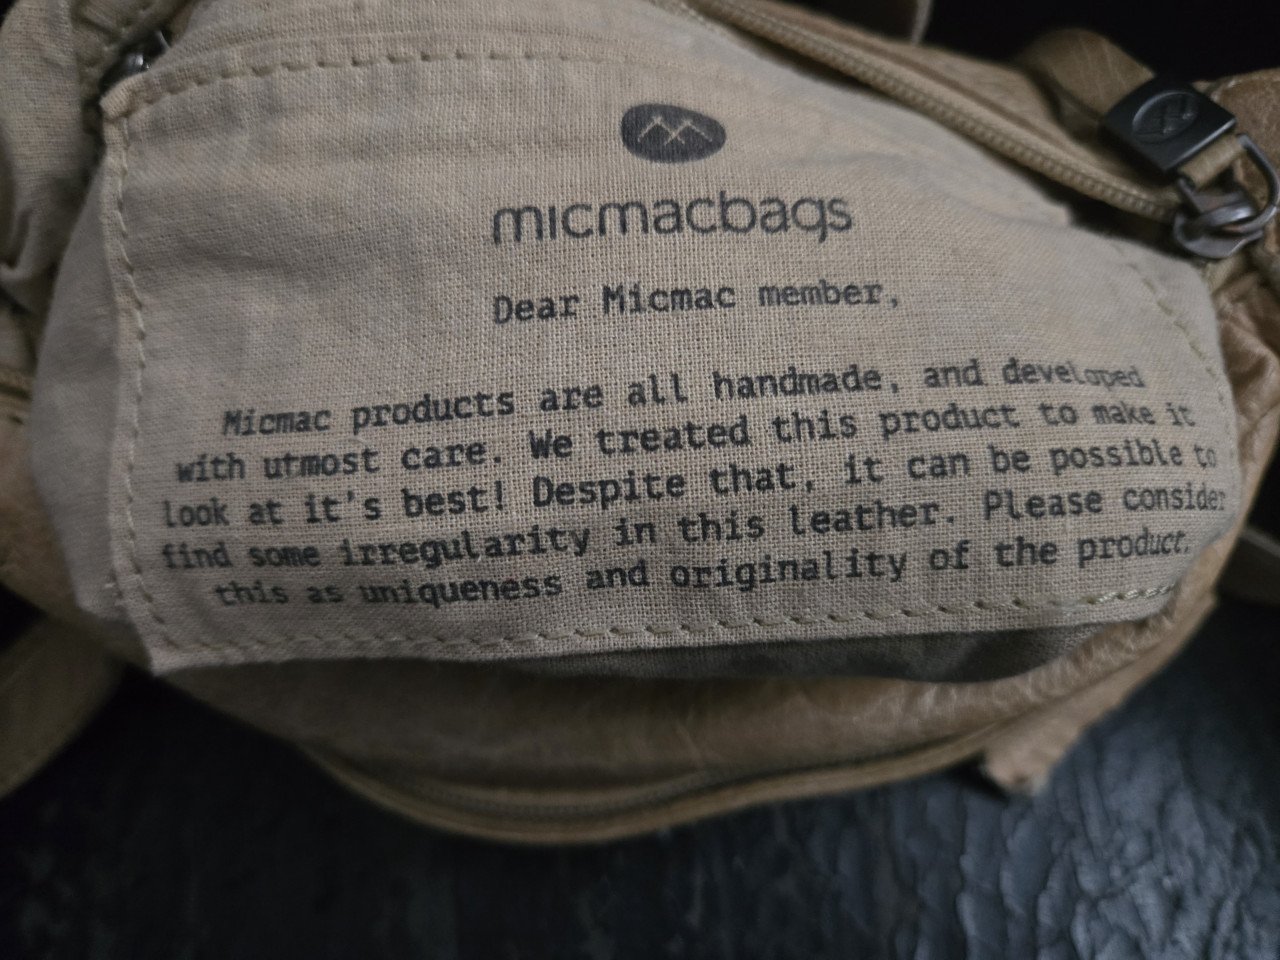 micmacbags
Dear Micmac member,
Micmac products are all handmade, and developed
with utmost care. We treated this product to make it
look at it's best! Despite that, it can be possible to
find some irregularity in this leather. Please consider
this as uniqueness and originality of the product.